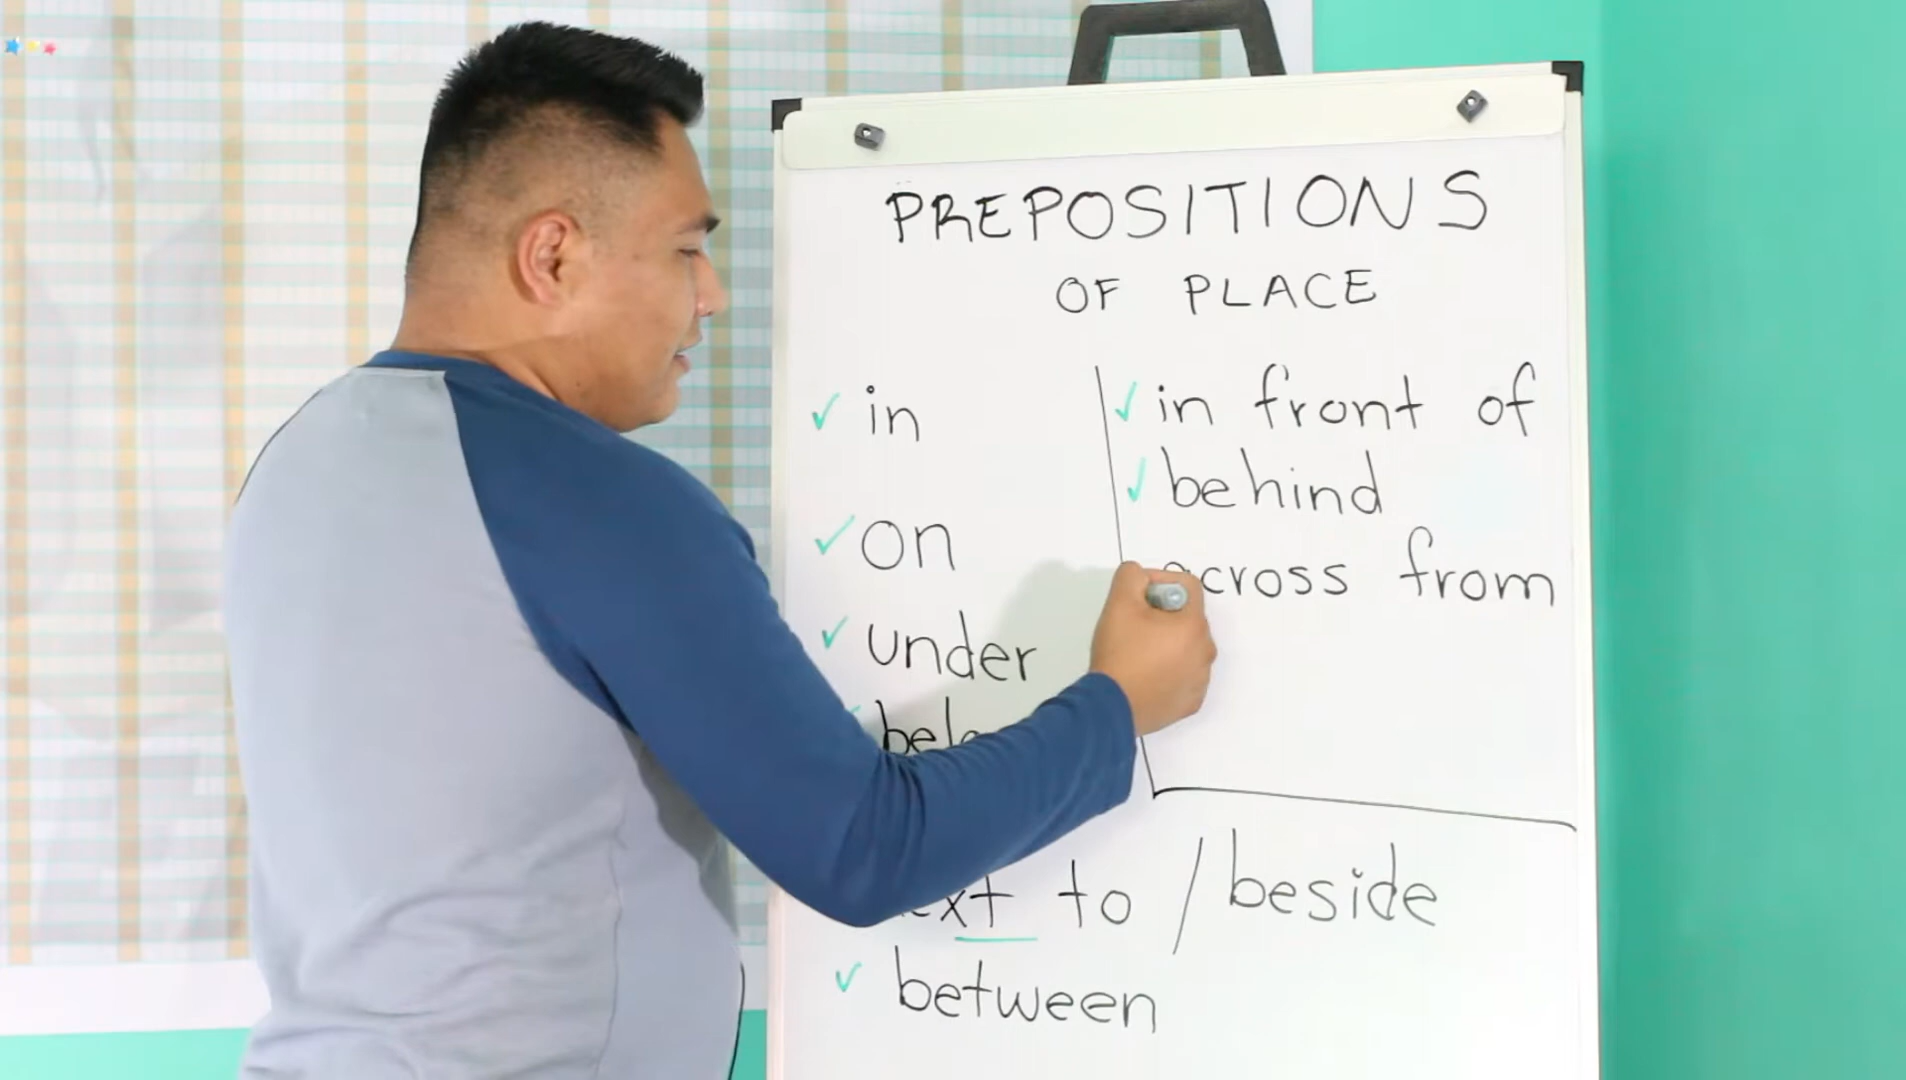 PREPOSITIONS
OF PLACE
✓ in
✓ on
✓ under
✓ in front of
✓ behind
across from
to / beside
✓ between